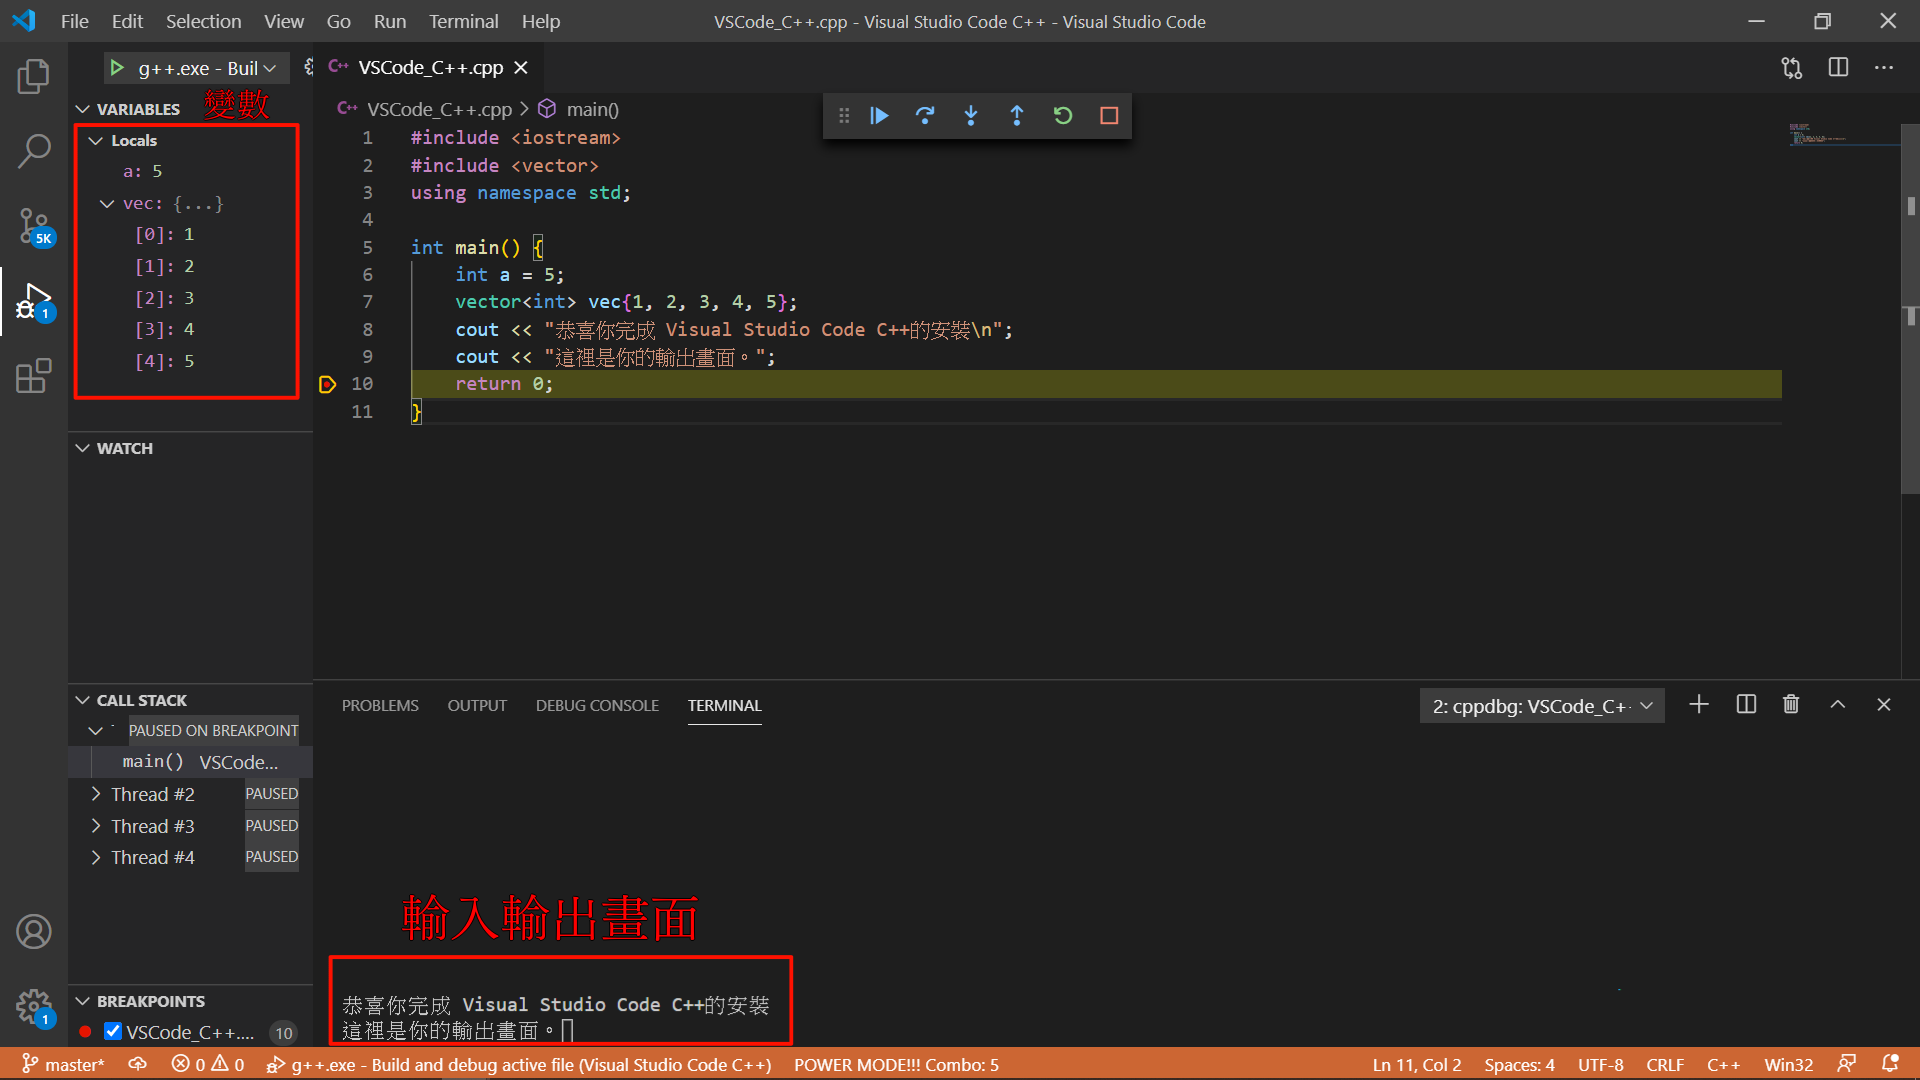 File Edit Selection View Go Run Terminal Help
VSCode_C++.cpp - Visual Studio Code C++ - Visual Studio Code
g++.exe - Buil
C++ VSCode_C++.cpp
VARIABLES 變數
Locals
a: 5
vec: {...}
[0]: 1
[1]: 2
[2]: 3
[3]: 4
[4]: 5
WATCH
CALL STACK
PAUSED ON BREAKPOINT
main() VSCode...
Thread #2 PAUSED
Thread #3 PAUSED
Thread #4 PAUSED
BREAKPOINTS
VSCode_C++.... 10
5K
1
1
C++ VSCode_C++.cpp > main()
1 #include <iostream>
2 #include <vector>
3 using namespace std;
4
5 int main() {
6 int a = 5;
7 vector<int> vec{1, 2, 3, 4, 5};
8 cout << "恭喜你完成 Visual Studio Code C++的安裝\n";
9 cout << "這裡是你的輸出畫面。";
10 return 0;
11 }
PROBLEMS OUTPUT DEBUG CONSOLE TERMINAL
2: cppdbg: VSCode_C+
輸入輸出畫面
恭喜你完成 Visual Studio Code C++的安裝
這裡是你的輸出畫面。
master* 0 0 g++.exe - Build and debug active file (Visual Studio Code C++) POWER MODE!!! Combo: 5 Ln 11, Col 2 Spaces: 4 UTF-8 CRLF C++ Win32